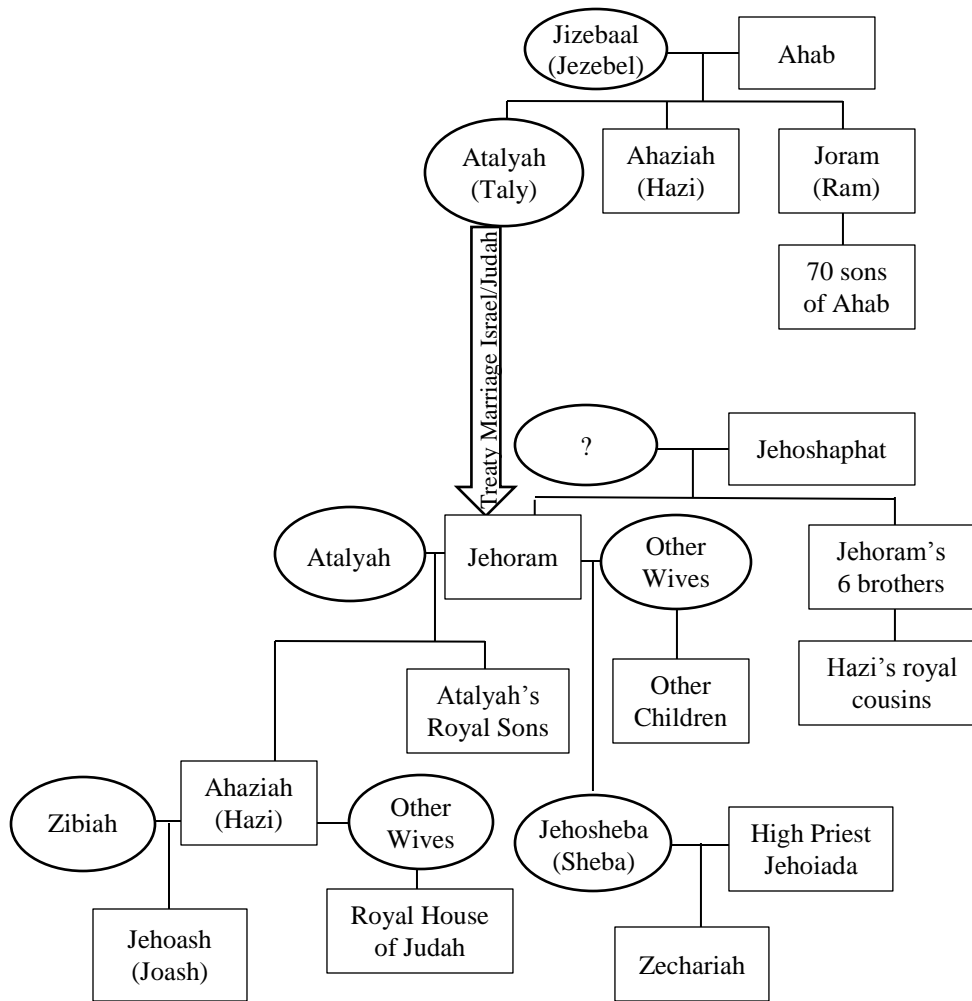 Jizebaal
(Jezebel)
Ahab
Atalyah
(Taly)
Ahaziah
(Hazi)
Joram
(Ram)
70 sons
of Ahab
Treaty Marriage Israel/Judah
?
Jehoshaphat
Atalyah
Jehoram
Other
Wives
Jehoram’s
6 brothers
Atalyah’s
Royal Sons
Other
Children
Hazi’s royal
cousins
Zibiah
Ahaziah
(Hazi)
Other
Wives
Jehosheba
(Sheba)
High Priest
Jehoiada
Jehoash
(Joash)
Royal House
of Judah
Zechariah